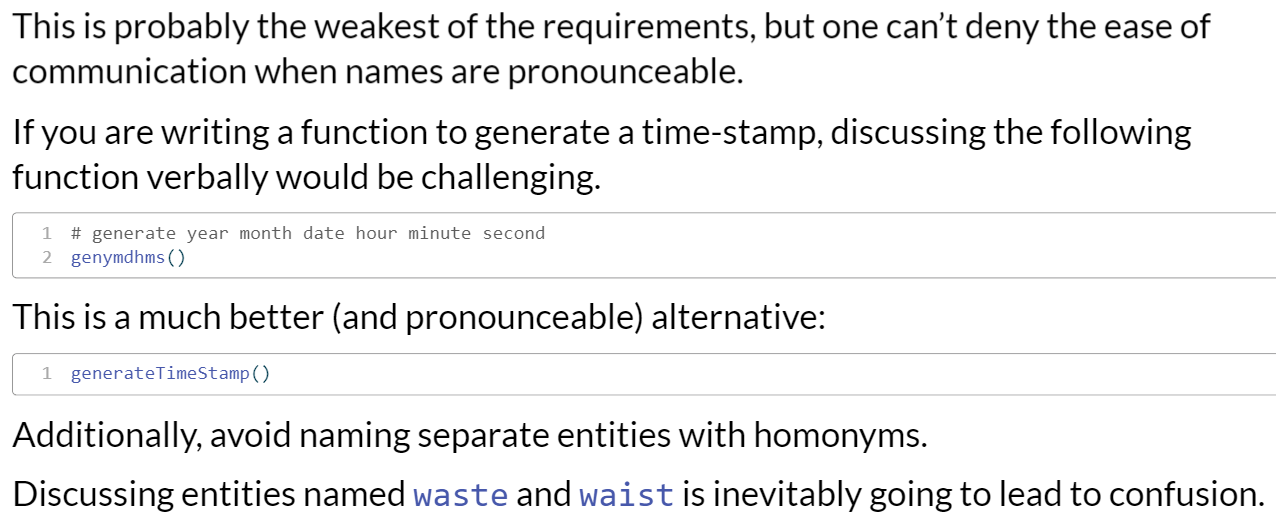 This is probably the weakest of the requirements, but one can’t deny the ease of
communication when names are pronounceable.
If you are writing a function to generate a time-stamp, discussing the following
function verbally would be challenging.
1 # generate year month date hour minute second
2 genymdhms()
This is a much better (and pronounceable) alternative:
1 generateTimeStamp()
Additionally, avoid naming separate entities with homonyms.
Discussing entities named waste and waist is inevitably going to lead to confusion.